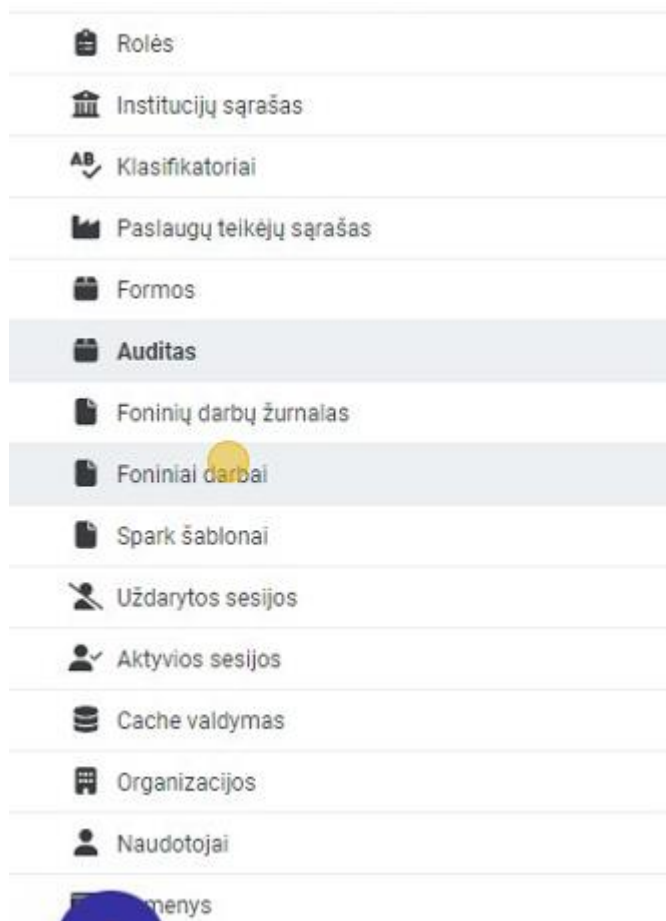 Rolės
Institucijų sąrašas
AB Klasifikatoriai
Paslaugų teikėjų sąrašas
Formos
Auditas
Foninių darbų žurnalas
Foniniai darbai
Spark šablonai
Uždarytos sesijos
Aktyvios sesijos
Cache valdymas
Organizacijos
Naudotojai